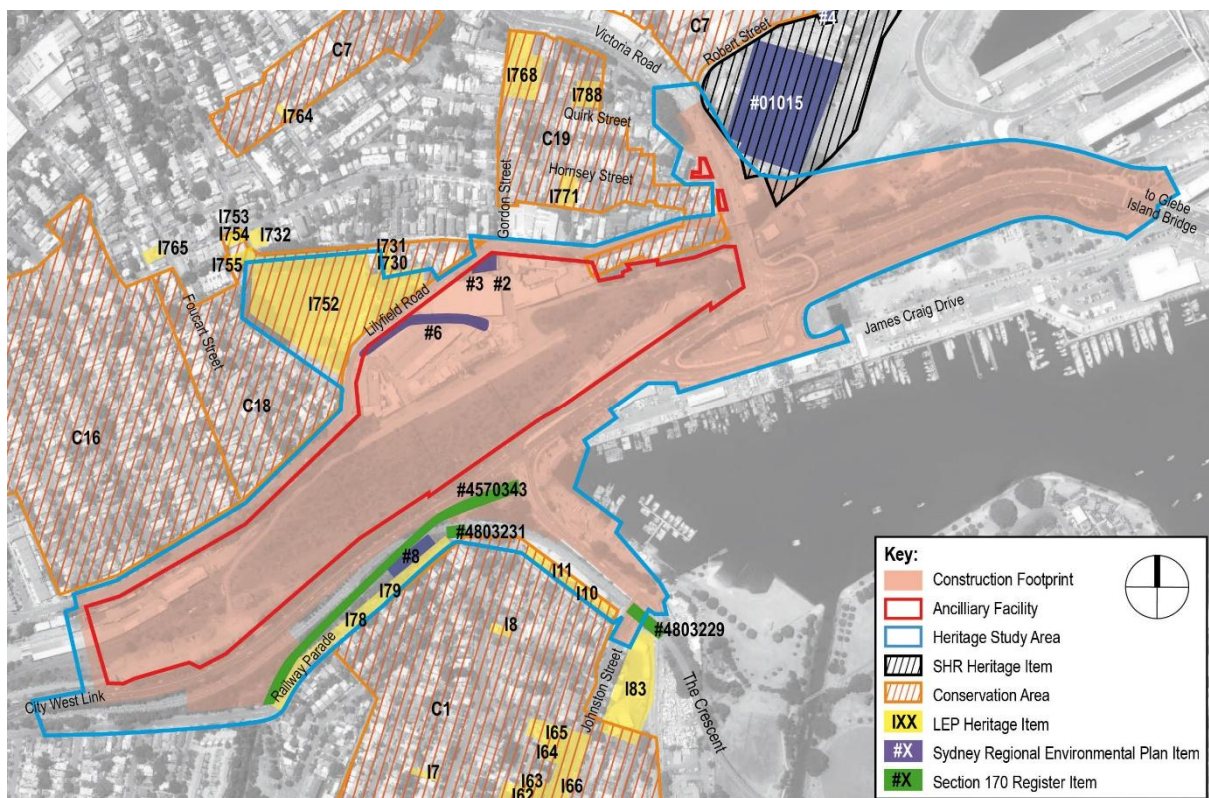 C7
#4
C7
Victoria Road
Robert Street
I768
I788
#01015
I764
Quirk Street
C19
Hornsey Street
I771
Gordon Street
to Glebe
Island Bridge
I753
I754
I732
I765
I755
I731
I730
#3
#2
I752
Lilyfield Road
#6
Foucart Street
James Craig Drive
C18
C16
#4570343
#4803231
#8
I11
I79
I10
I78
I8
#4803229
Railway Parade
Johnston Street
I83
The Crescent
City West Link
C1
I65
I64
I7
I63
I62
I66
Key:
Construction Footprint
Ancilliary Facility
Heritage Study Area
SHR Heritage Item
Conservation Area
IXX LEP Heritage Item
#X Sydney Regional Environmental Plan Item
#X Section 170 Register Item